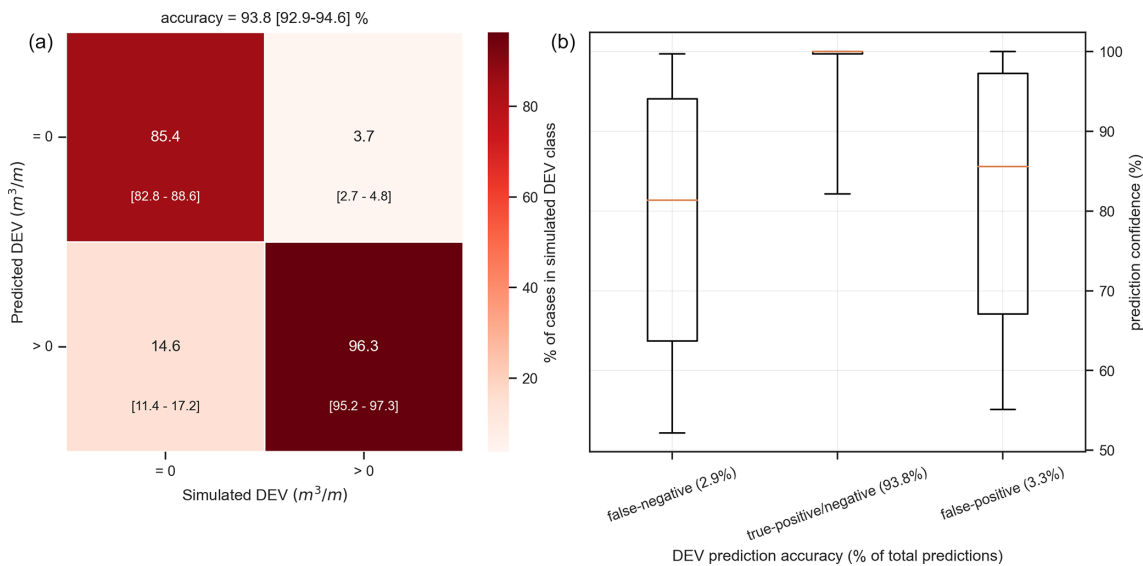 accuracy = 93.8 [92.9-94.6] %
(a)
Predicted DEV (m³/m)
= 0
> 0
85.4
[82.8 - 88.6]
3.7
[2.7 - 4.8]
14.6
[11.4 - 17.2]
96.3
[95.2 - 97.3]
= 0
> 0
Simulated DEV (m³/m)
80
60
40
20
% of cases in simulated DEV class
(b)
100
90
80
70
60
50
prediction confidence (%)
false-negative (2.9%)
true-positive/negative (93.8%)
false-positive (3.3%)
DEV prediction accuracy (% of total predictions)